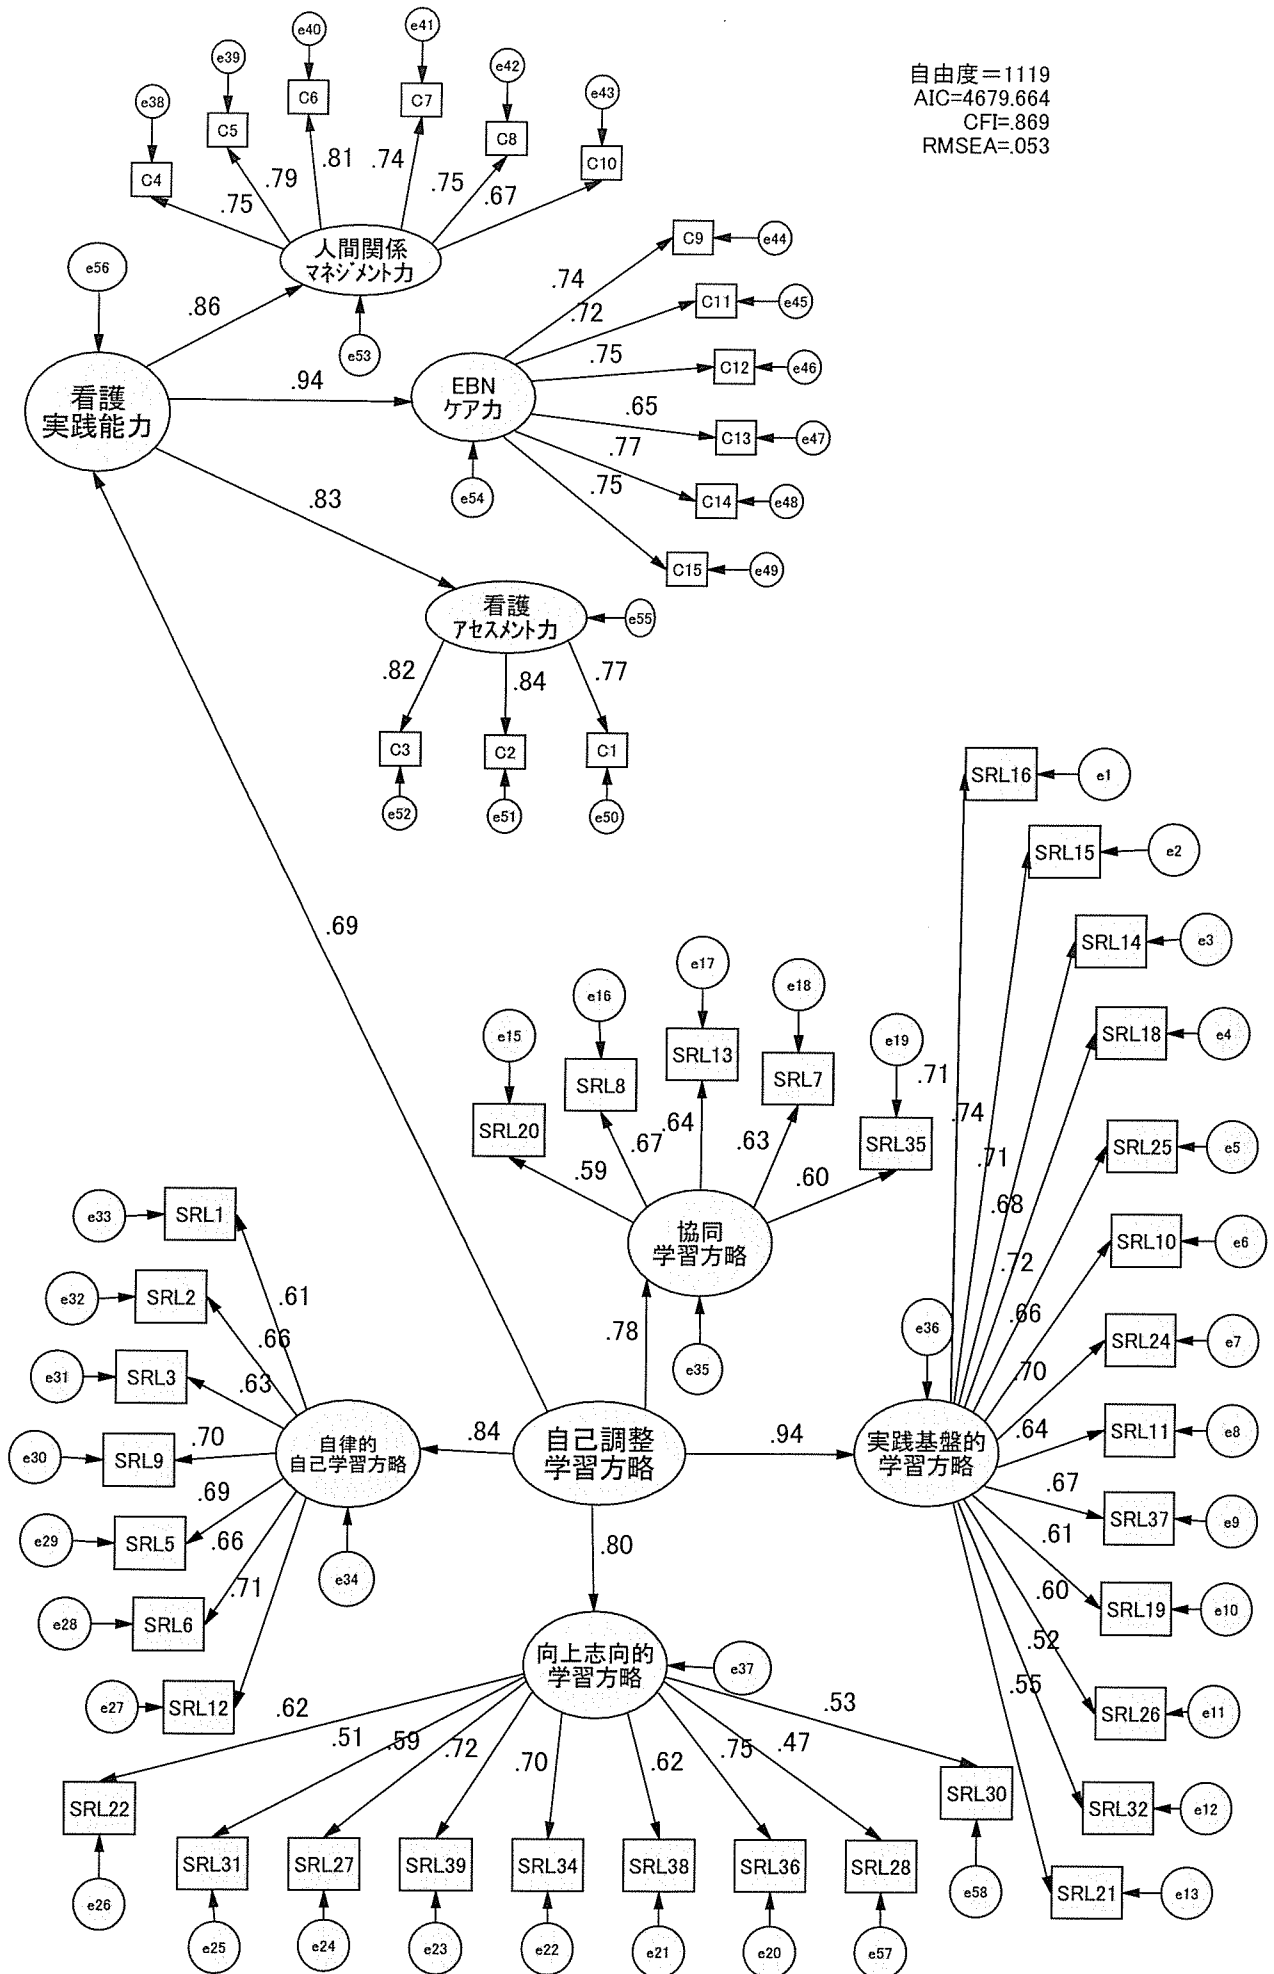 自由度=1119
AIC=4679.664
CFI=.869
RMSEA=.053
e38
e39
e40
e41
e42
e43
C4
C5
C6
C7
C8
C10
.75
.79
.81
.74
.75
.67
人間関係
マネジメント力
e53
e56
.86
看護
実践能力
.94
EBN
ケア力
e54
.74
.72
.75
.65
.77
.75
C9
e44
C11
e45
C12
e46
C13
e47
C14
e48
C15
e49
.83
看護
アセスメント力
e55
.82
.84
.77
C3
C2
C1
e52
e51
e50
.69
SRL16
e1
SRL15
e2
SRL14
e3
SRL18
e4
SRL25
e5
SRL10
e6
SRL24
e7
SRL11
e8
SRL37
e9
SRL19
e10
SRL26
e11
SRL32
e12
SRL21
e13
.71
.74
.71
.68
.72
.66
.70
.64
.67
.61
.60
.52
.55
e36
実践基盤的
学習方略
.94
e15
e16
e17
e18
e19
SRL20
SRL8
SRL13
SRL7
SRL35
.59
.67
.64
.63
.60
協同
学習方略
e35
.78
自己調整
学習方略
.84
自律的
自己学習方略
e34
e33
SRL1
e32
SRL2
e31
SRL3
e30
SRL9
e29
SRL5
e28
SRL6
e27
SRL12
.61
.66
.63
.70
.69
.66
.71
.80
向上志向的
学習方略
e37
.62
.51
.59
.72
.70
.62
.75
.47
.53
SRL22
SRL31
SRL27
SRL39
SRL34
SRL38
SRL36
SRL28
SRL30
e26
e25
e24
e23
e22
e21
e20
e57
e58